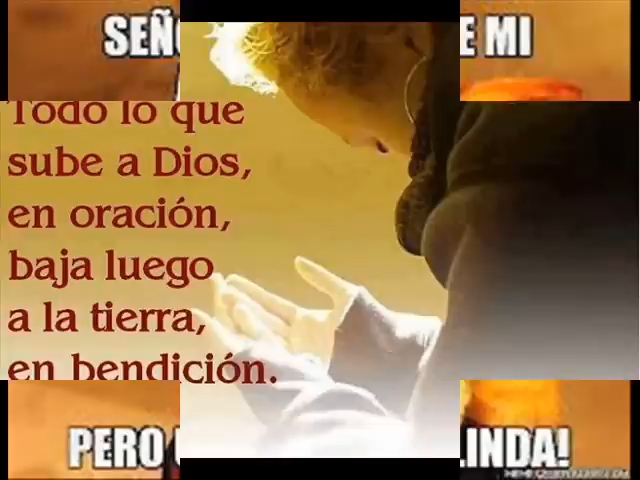 SEÑ
E MI
Todo lo que
sube a Dios,
en oración,
baja luego
a la tierra,
en bendición.
PERO
LINDA!